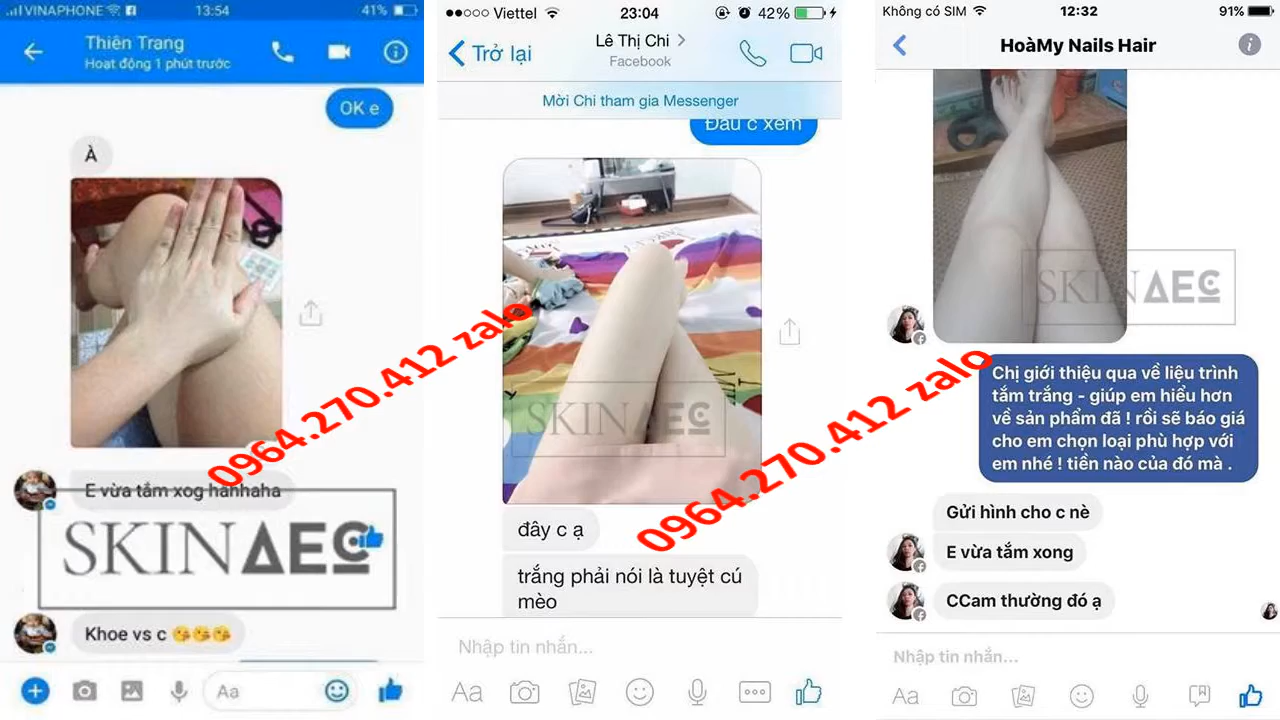 VINAPHONE
13:54
41%
Thiên Trang
Hoạt động 1 phút trước
OK e
À
E vừa tắm xog hahhaha
SKINAEC
Khoe vs c 😘😘😘
Aa
Viettel
23:04
42%
Trở lại
Lê Thị Chi
Facebook
Mời Chi tham gia Messenger
Đâu c xem
SKINAEC
đây c ạ
trắng phải nói là tuyệt cú
mèo
Nhập tin nhắn...
Aa
0964.270.412 zalo
Không có SIM
12:32
91%
HoàMy Nails Hair
SKINAEC
Chị giới thiệu qua về liệu trình
tắm trắng - giúp em hiểu hơn
về sản phẩm đã ! rồi sẽ báo giá
cho em chọn loại phù hợp với
em nhé ! tiền nào của đó mà .
Gửi hình cho c nè
E vừa tắm xong
CCam thường đó ạ
Nhập tin nhắn...
Aa
0964.270.412 zalo